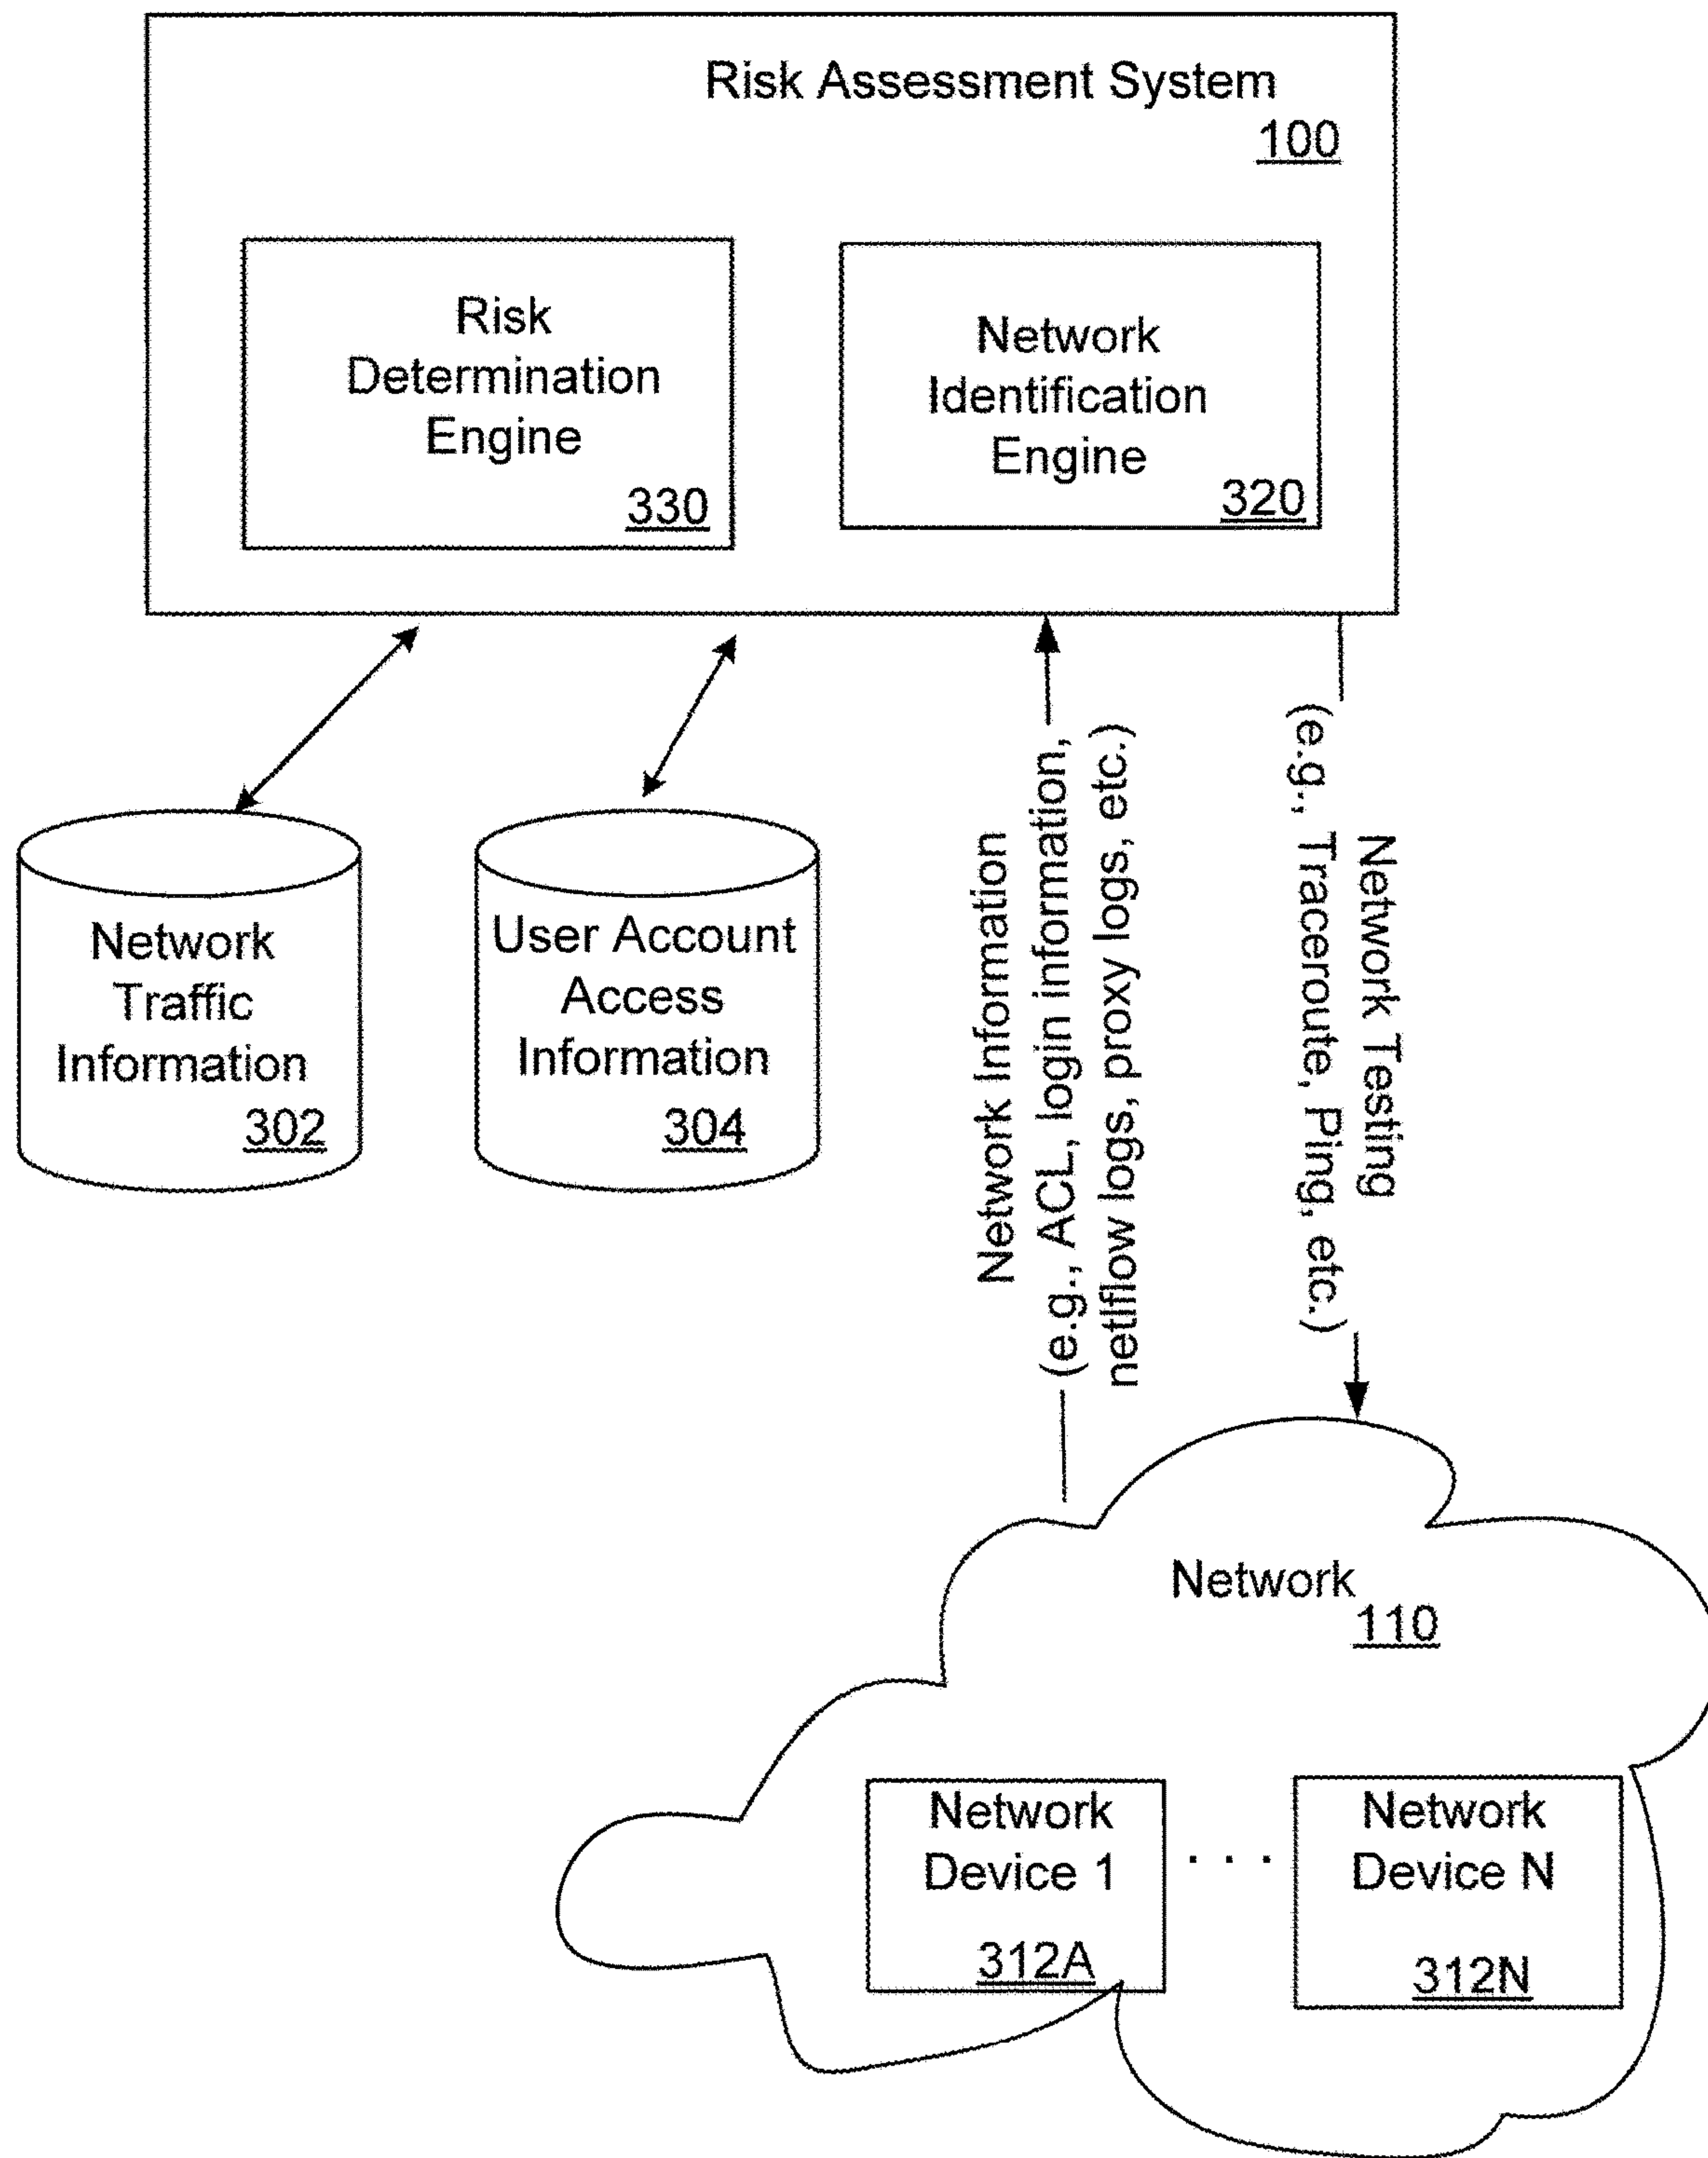 Risk Assessment System
100
Risk
Determination
Engine
330
Network
Identification
Engine
320
Network
Traffic
Information
302
User Account
Access
Information
304
Network Information
(e.g., ACL, login information,
netlflow logs, proxy logs, etc.)
Network Testing
(e.g., Traceroute, Ping, etc.)
Network
110
Network
Device 1
312A
. . .
Network
Device N
312N